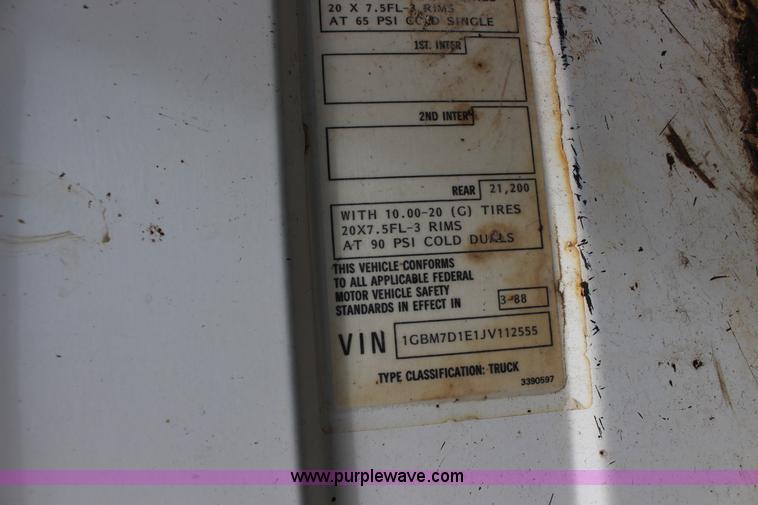 20 X 7.5FL-3 RIMS
AT 65 PSI COLD SINGLE
1ST. INTER
2ND INTER
REAR 21,200
WITH 10.00-20 (G) TIRES
20X7.5FL-3 RIMS
AT 90 PSI COLD DUALS
THIS VEHICLE CONFORMS
TO ALL APPLICABLE FEDERAL
MOTOR VEHICLE SAFETY
STANDARDS IN EFFECT IN 3-88
VIN 1GBM7D1E1JV112555
TYPE CLASSIFICATION: TRUCK
3390597
www.purplewave.com